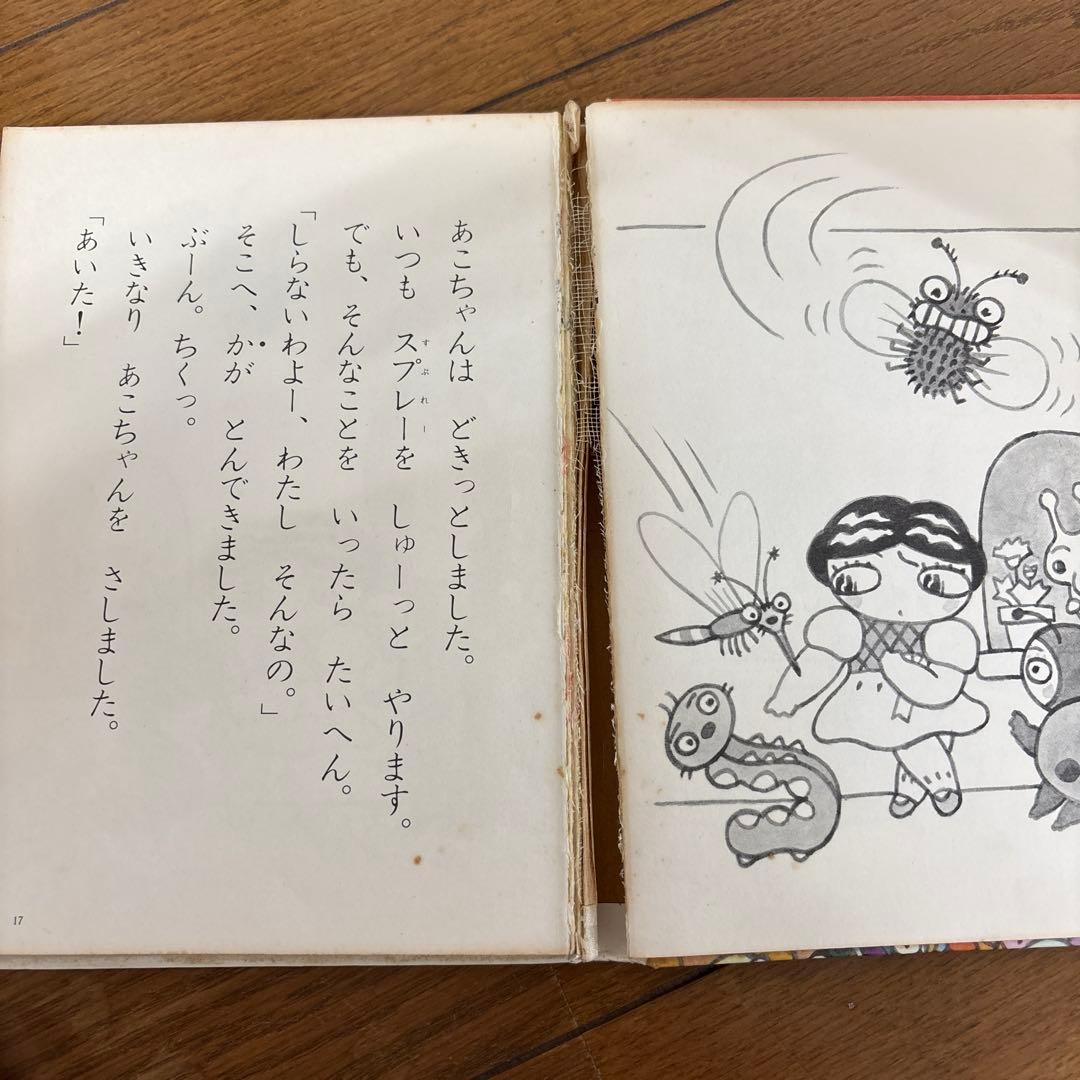 あこちゃんは どきっとしました。
いつも スプレーを しゅーっと やります。
すぷれー
でも、そんなことを いったら たいへん。
「しらないわよー、わたし そんなの。」
そこへ、かが とんできました。
ぶーん。ちくっ。
いきなり あこちゃんを さしました。
「あいた!」
17